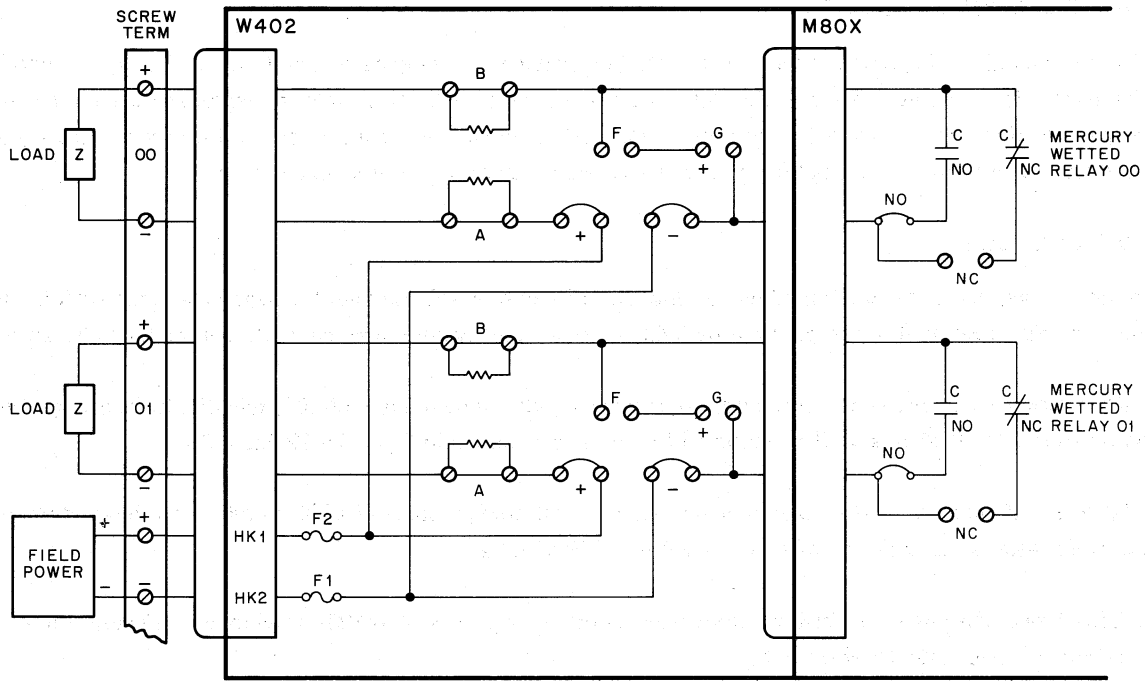 SCREW
TERM
W402
M80X
+
B
F
G
+
LOAD
Z
00
C
NO
C
NC
MERCURY
WETTED
RELAY 00
−
A
+
−
NO
NC
+
B
F
G
+
LOAD
Z
01
C
NO
C
NC
MERCURY
WETTED
RELAY 01
−
A
+
−
NO
NC
FIELD
POWER
+
+
HK1
F2
−
−
HK2
F1